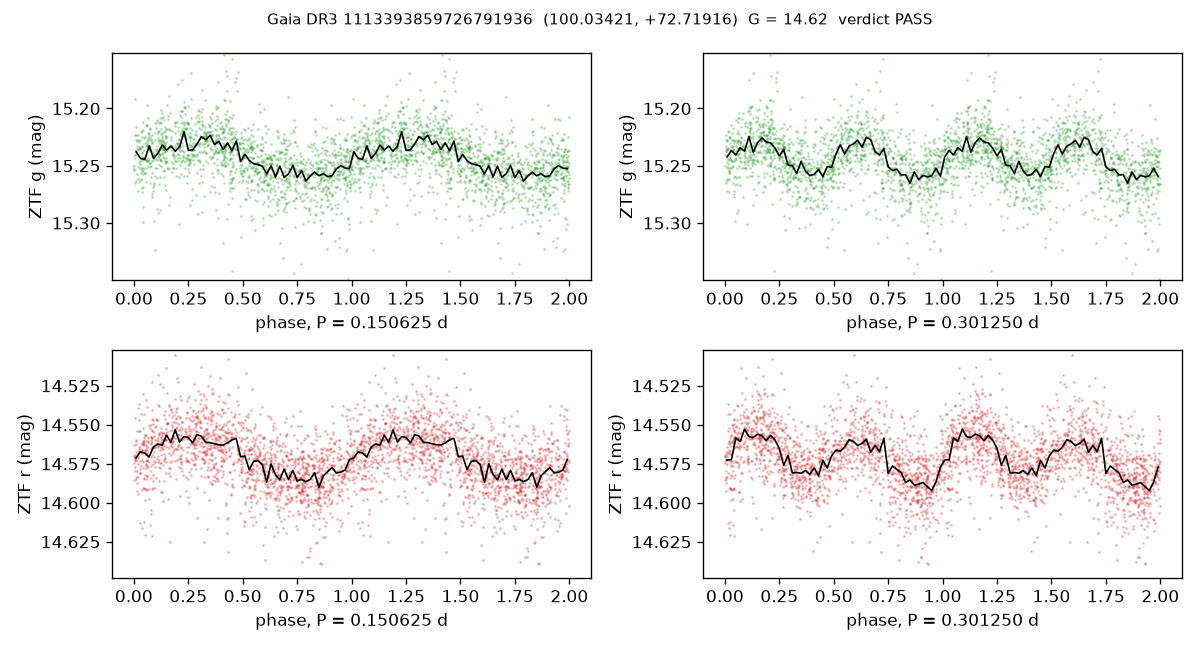 Gaia DR3 1113393859726791936  (100.03421, +72.71916)  G = 14.62  verdict PASS
ZTF g (mag)
15.20
15.25
15.30
0.00 0.25 0.50 0.75 1.00 1.25 1.50 1.75 2.00
phase, P = 0.150625 d
ZTF g (mag)
15.20
15.25
15.30
0.00 0.25 0.50 0.75 1.00 1.25 1.50 1.75 2.00
phase, P = 0.301250 d
ZTF r (mag)
14.525
14.550
14.575
14.600
14.625
0.00 0.25 0.50 0.75 1.00 1.25 1.50 1.75 2.00
phase, P = 0.150625 d
ZTF r (mag)
14.525
14.550
14.575
14.600
14.625
0.00 0.25 0.50 0.75 1.00 1.25 1.50 1.75 2.00
phase, P = 0.301250 d